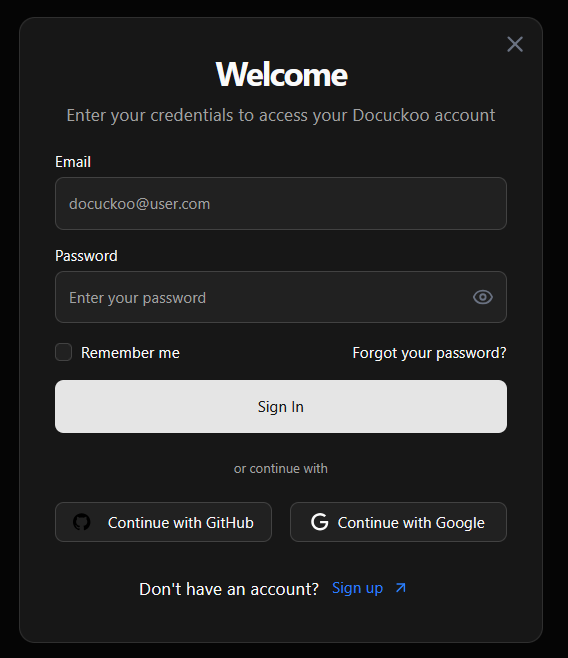 Welcome
Enter your credentials to access your Docuckoo account
Email
docuckoo@user.com
Password
Enter your password
Remember me Forgot your password?
Sign In
or continue with
Continue with GitHub Continue with Google
Don't have an account? Sign up